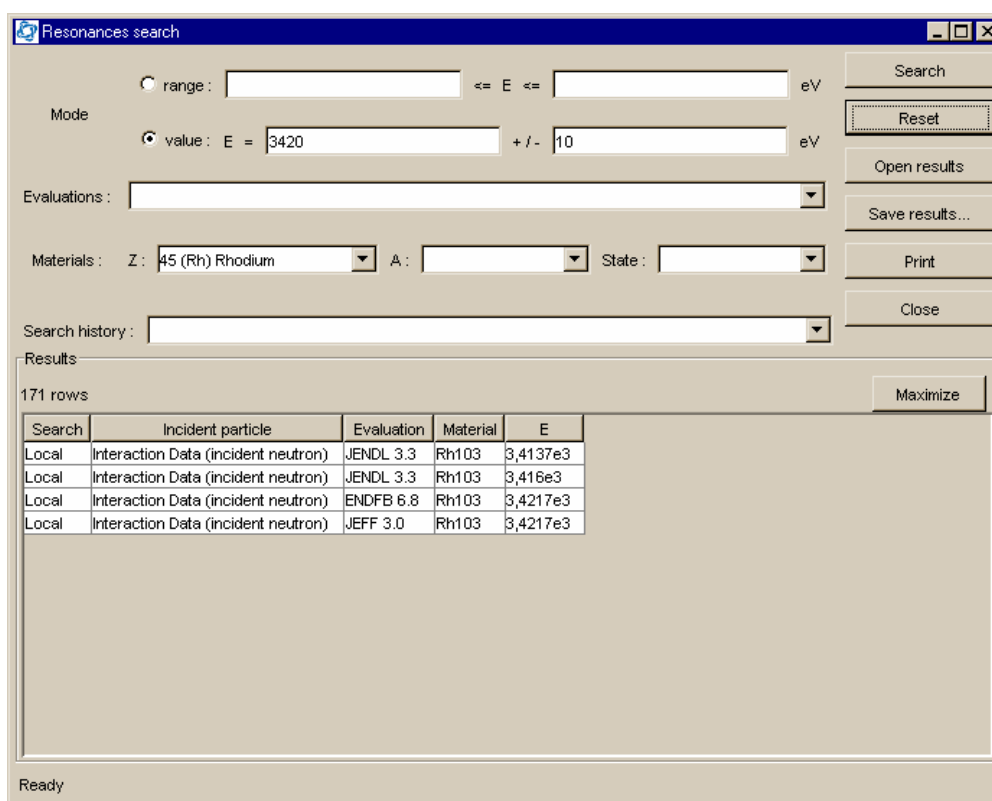 Resonances search
Mode
range : <= E <= eV
value : E = 3420 +/- 10 eV
Evaluations :
Materials : Z : 45 (Rh) Rhodium A : State :
Search history :
Search
Reset
Open results
Save results...
Print
Close
Results
171 rows
Maximize
Search Incident particle Evaluation Material E
Local Interaction Data (incident neutron) JENDL 3.3 Rh103 3,4137e3
Local Interaction Data (incident neutron) JENDL 3.3 Rh103 3,416e3
Local Interaction Data (incident neutron) ENDFB 6.8 Rh103 3,4217e3
Local Interaction Data (incident neutron) JEFF 3.0 Rh103 3,4217e3
Ready